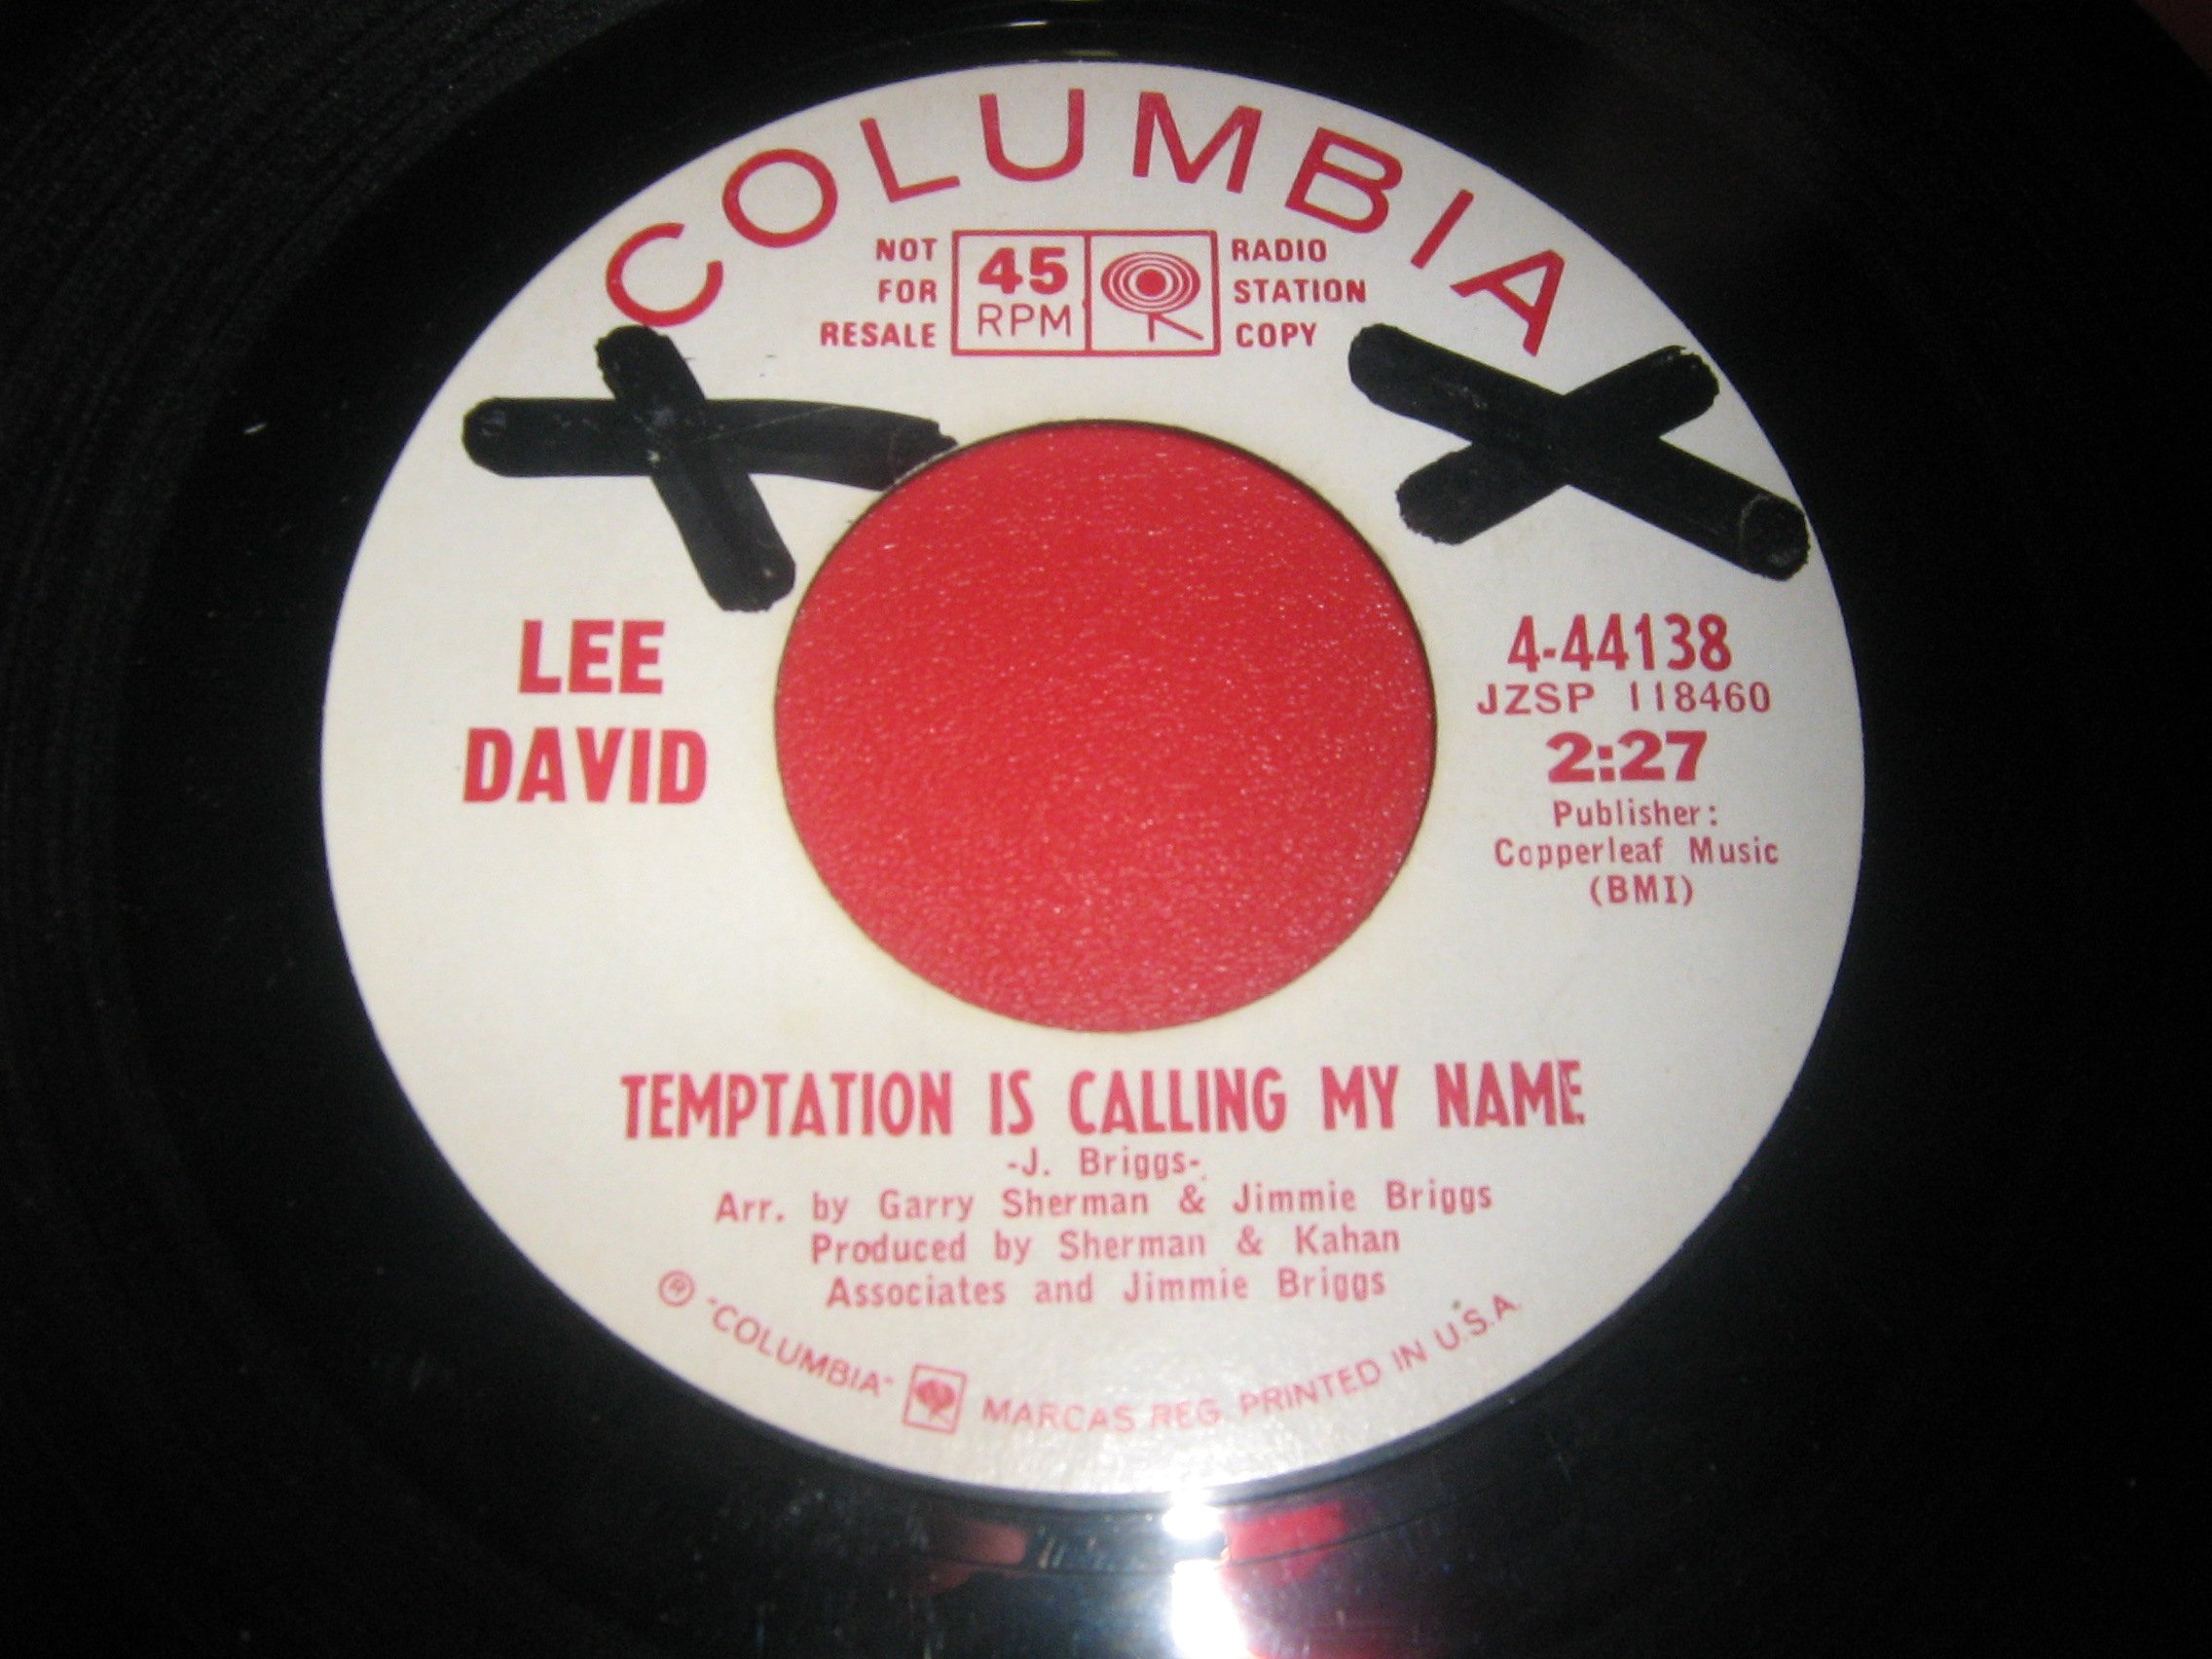 COLUMBIA
NOT
FOR
RESALE
45
RPM
RADIO
STATION
COPY
LEE
DAVID
4-44138
JZSP 118460
2:27
Publisher:
Copperleaf Music
(BMI)
TEMPTATION IS CALLING MY NAME
-J. Briggs-
Arr. by Garry Sherman & Jimmie Briggs
Produced by Sherman & Kahan
Associates and Jimmie Briggs
® "COLUMBIA" MARCAS REG. PRINTED IN U.S.A.